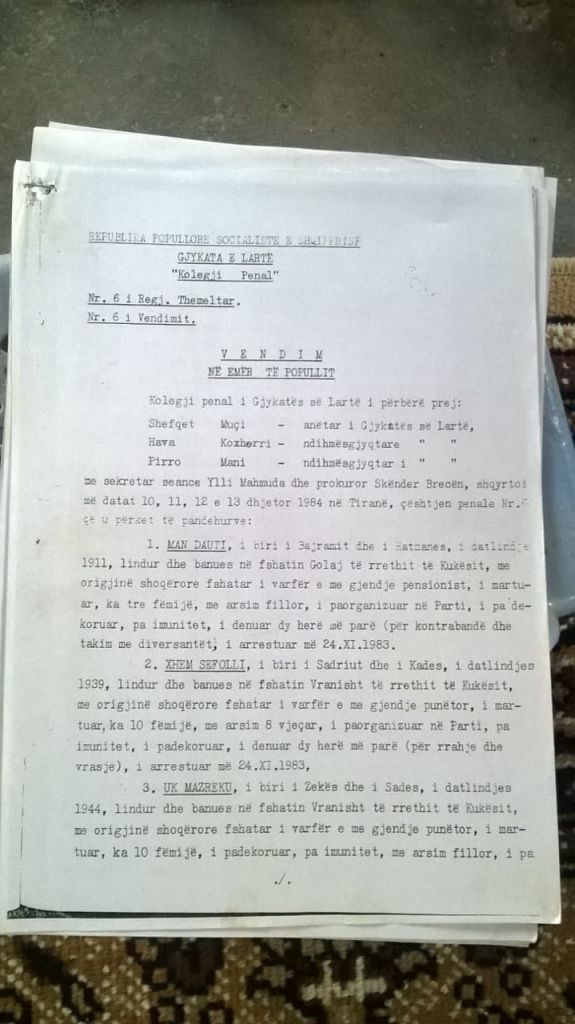 REPUBLIKA POPULLORE SOCIALISTE E SHQIPERISE
GJYKATA E LARTË
"Kolegji Penal"
Nr. 6 i Regj. Themeltar.
Nr. 6 i Vendimit.
V E N D I M
NË EMËR TË POPULLIT
Kolegji penal i Gjykatës së Lartë i përbërë prej:
Shefqet Muçi - anëtar i Gjykatës së Lartë,
Hava Kozherri - ndihmësgjyqtare " "
Pirro Mani - ndihmësgjyqtar i " "
me sekretar seance Ylli Mahmuda dhe prokuror Skënder Brecën, shqyrtoi
më datat 10, 11, 12 e 13 dhjetor 1984 në Tiranë, çështjen penale Nr.6
që u përket të pandehurve:
1. MAN DAUTI, i biri i Bajramit dhe i Hatzanes, i datlindjes
1911, lindur dhe banues në fshatin Golaj të rrethit të Kukësit, me
origjinë shoqërore fshatar i varfër e me gjendje pensionist, i martu-
ar, ka tre fëmijë, me arsim fillor, i paorganizuar në Parti, i pa de-
koruar, pa imunitet, i denuar dy herë më parë (për kontrabandë dhe
takim me diversantët, i arrestuar më 24.XI.1983.
2. XHEM SEFOLLI, i biri i Sadriut dhe i Kades, i datlindjes
1939, lindur dhe banues në fshatin Vranisht të rrethit të Kukësit,
me origjinë shoqërore fshatar i varfër e me gjendje punëtor, i mar-
tuar, ka 10 fëmijë, me arsim 8 vjeçar, i paorganizuar në Parti, pa
imunitet, i padekoruar, i denuar dy herë më parë (për rrahje dhe
vrasje), i arrestuar më 24.XI.1983,
3. UK MAZREKU, i biri i Zekës dhe i Sades, i datlindjes
1944, lindur dhe banues në fshatin Vranisht të rrethit të Kukësit,
me origjinë shoqërore fshatar i varfër e me gjendje punëtor, i mar-
tuar, ka 10 fëmijë, i padekoruar, pa imunitet, me arsim fillor, i pa
./.